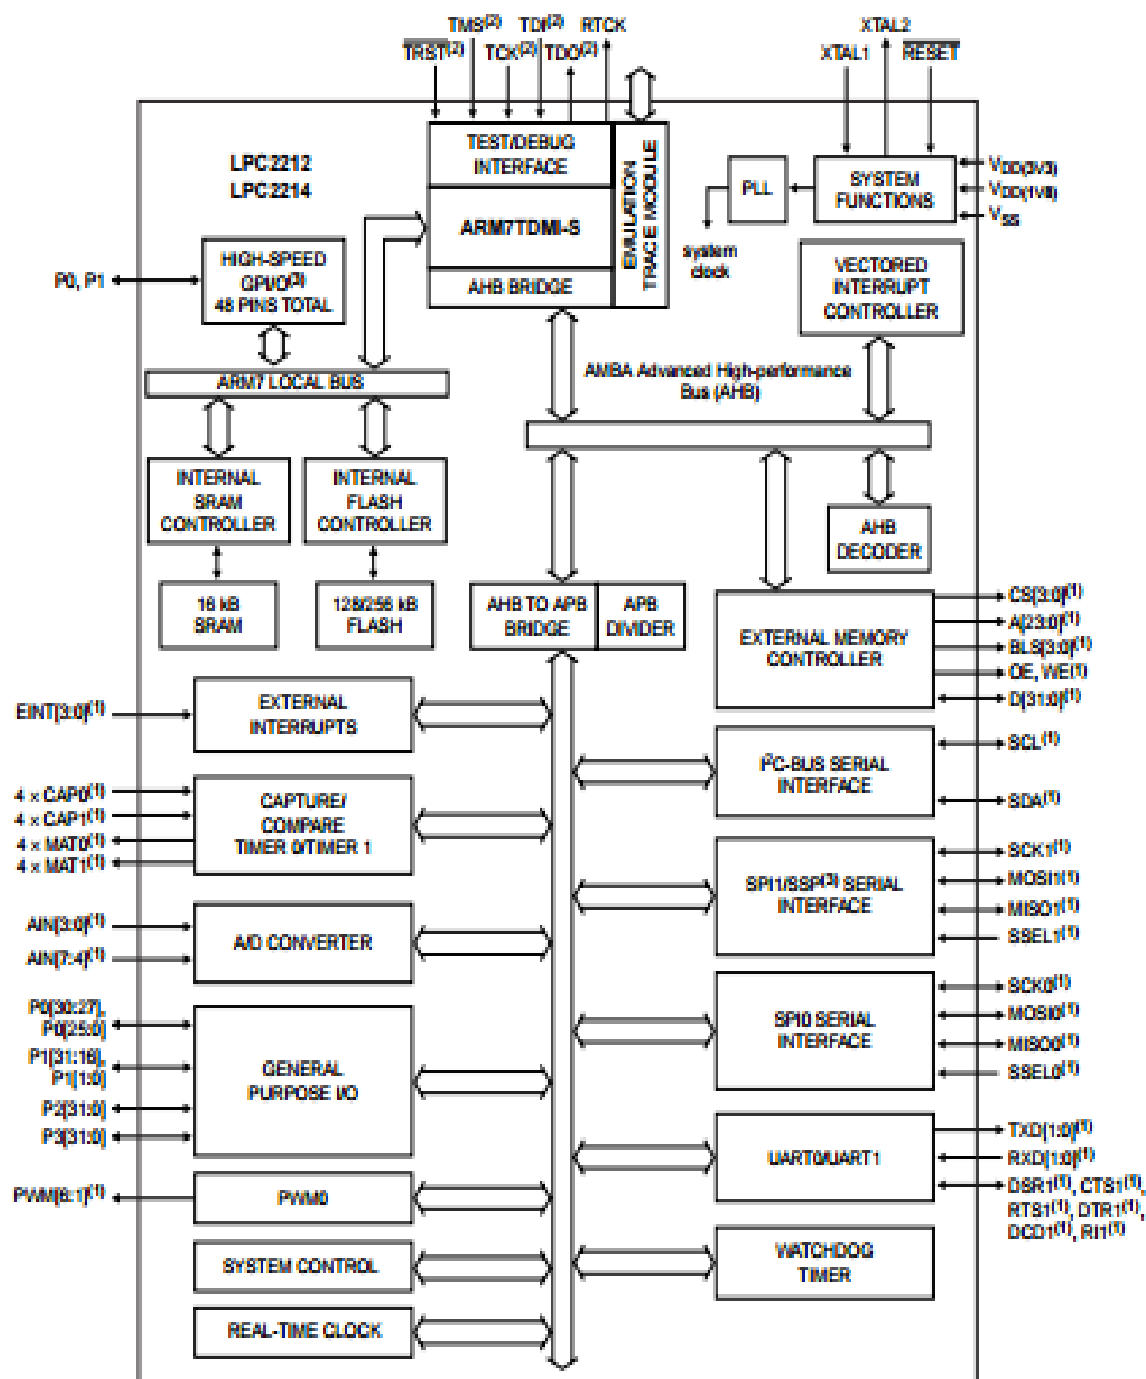 TMS(2) TDI(2) RTCK
TRST(2) TCK(2) TDO(2)
XTAL2
XTAL1 RESET
LPC2212
LPC2214
TEST/DEBUG
INTERFACE
ARM7TDMI-S
AHB BRIDGE
EMULATION
TRACE MODULE
PLL
system
clock
SYSTEM
FUNCTIONS
VDD(3V3)
VDD(1V8)
VSS
P0, P1
HIGH-SPEED
GPI/O(3)
48 PINS TOTAL
VECTORED
INTERRUPT
CONTROLLER
ARM7 LOCAL BUS
AMBA Advanced High-performance
Bus (AHB)
INTERNAL
SRAM
CONTROLLER
INTERNAL
FLASH
CONTROLLER
AHB
DECODER
16 kB
SRAM
128/256 kB
FLASH
AHB TO APB
BRIDGE
APB
DIVIDER
EXTERNAL MEMORY
CONTROLLER
CS[3:0](1)
A[23:0](1)
BLS[3:0](1)
OE, WE(1)
D[31:0](1)
EINT[3:0](1)
EXTERNAL
INTERRUPTS
I2C-BUS SERIAL
INTERFACE
SCL(1)
SDA(1)
4 × CAP0(1)
4 × CAP1(1)
4 × MAT0(1)
4 × MAT1(1)
CAPTURE/
COMPARE
TIMER 0/TIMER 1
SPI1/SSP(3) SERIAL
INTERFACE
SCK1(1)
MOSI1(1)
MISO1(1)
SSEL1(1)
AIN[3:0](1)
AIN[7:4](1)
A/D CONVERTER
SPI0 SERIAL
INTERFACE
SCK0(1)
MOSI0(1)
MISO0(1)
SSEL0(1)
P0[30:27],
P0[25:0]
P1[31:16],
P1[1:0]
P2[31:0]
P3[31:0]
GENERAL
PURPOSE I/O
UART0/UART1
TXD[1:0](1)
RXD[1:0](1)
DSR1(1), CTS1(1),
RTS1(1), DTR1(1),
DCD1(1), RI1(1)
PWM[6:1](1)
PWM0
WATCHDOG
TIMER
SYSTEM CONTROL
REAL-TIME CLOCK